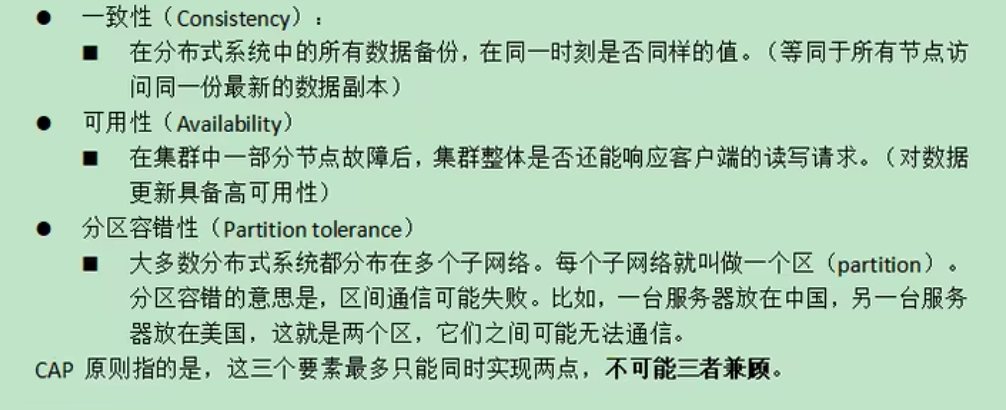 ● 一致性（Consistency）:
■ 在分布式系统中的所有数据备份，在同一时刻是否同样的值。（等同于所有节点访
问同一份最新的数据副本）
● 可用性（Availability）
■ 在集群中一部分节点故障后，集群整体是否还能响应客户端的读写请求。（对数据
更新具备高可用性）
● 分区容错性（Partition tolerance）
■ 大多数分布式系统都分布在多个子网络。每个子网络就叫做一个区（partition）。
分区容错的意思是，区间通信可能失败。比如，一台服务器放在中国，另一台服务
器放在美国，这就是两个区，它们之间可能无法通信。
CAP 原则指的是，这三个要素最多只能同时实现两点，不可能三者兼顾。